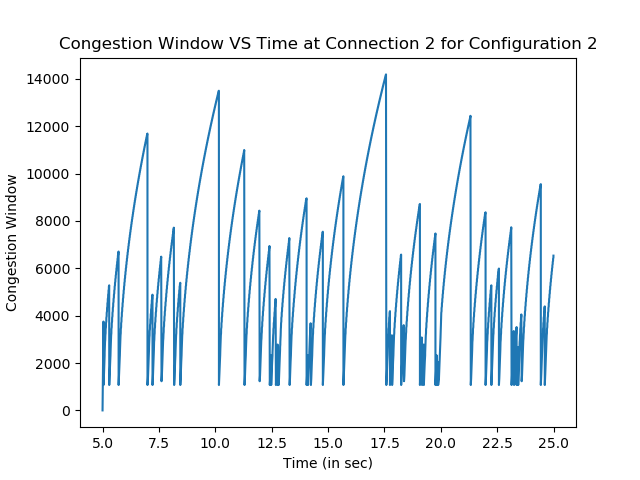 Congestion Window VS Time at Connection 2 for Configuration 2
14000
12000
10000
8000
6000
4000
2000
0
Congestion Window
5.0 7.5 10.0 12.5 15.0 17.5 20.0 22.5 25.0
Time (in sec)